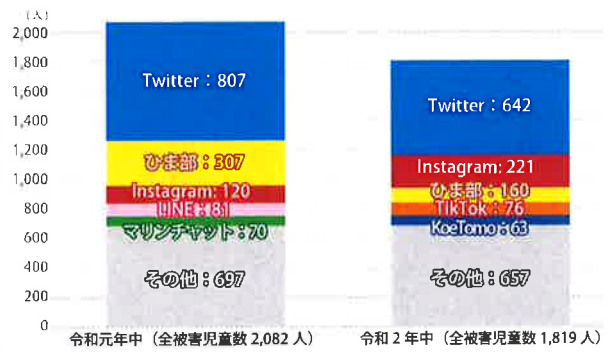 （人）
2,000
1,800
1,600
1,400
1,200
1,000
800
600
400
200
0
Twitter：807
ひま部：307
Instagram: 120
LINE：81
マリンチャット：70
その他：697
Twitter：642
Instagram: 221
ひま部：160
TikTok：76
KoeTomo：63
その他：657
令和元年中（全被害児童数 2,082 人）
令和２年中（全被害児童数 1,819 人）